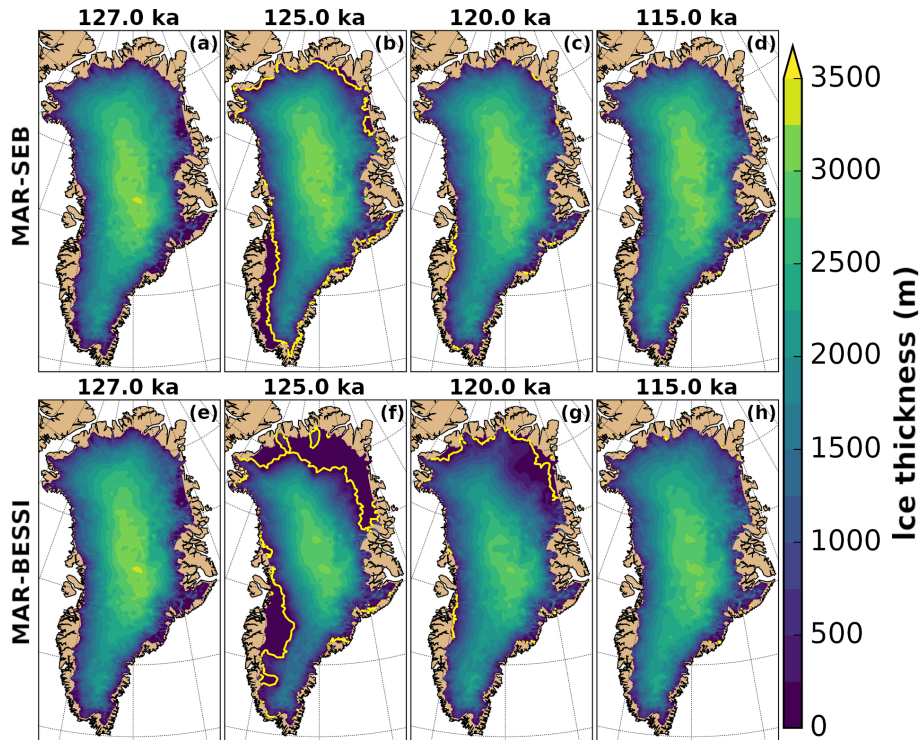 127.0 ka 125.0 ka 120.0 ka 115.0 ka
(a) (b) (c) (d)
MAR-SEB
127.0 ka 125.0 ka 120.0 ka 115.0 ka
(e) (f) (g) (h)
MAR-BESSI
3500
3000
2500
2000
1500
1000
500
0
Ice thickness (m)